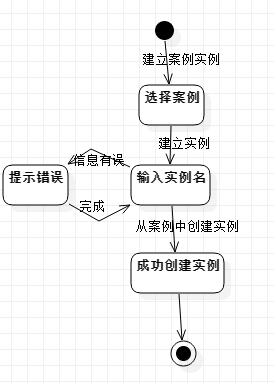 建立案例实例
选择案例
建立实例
信息有误
提示错误
输入实例名
完成
从案例中创建实例
成功创建实例